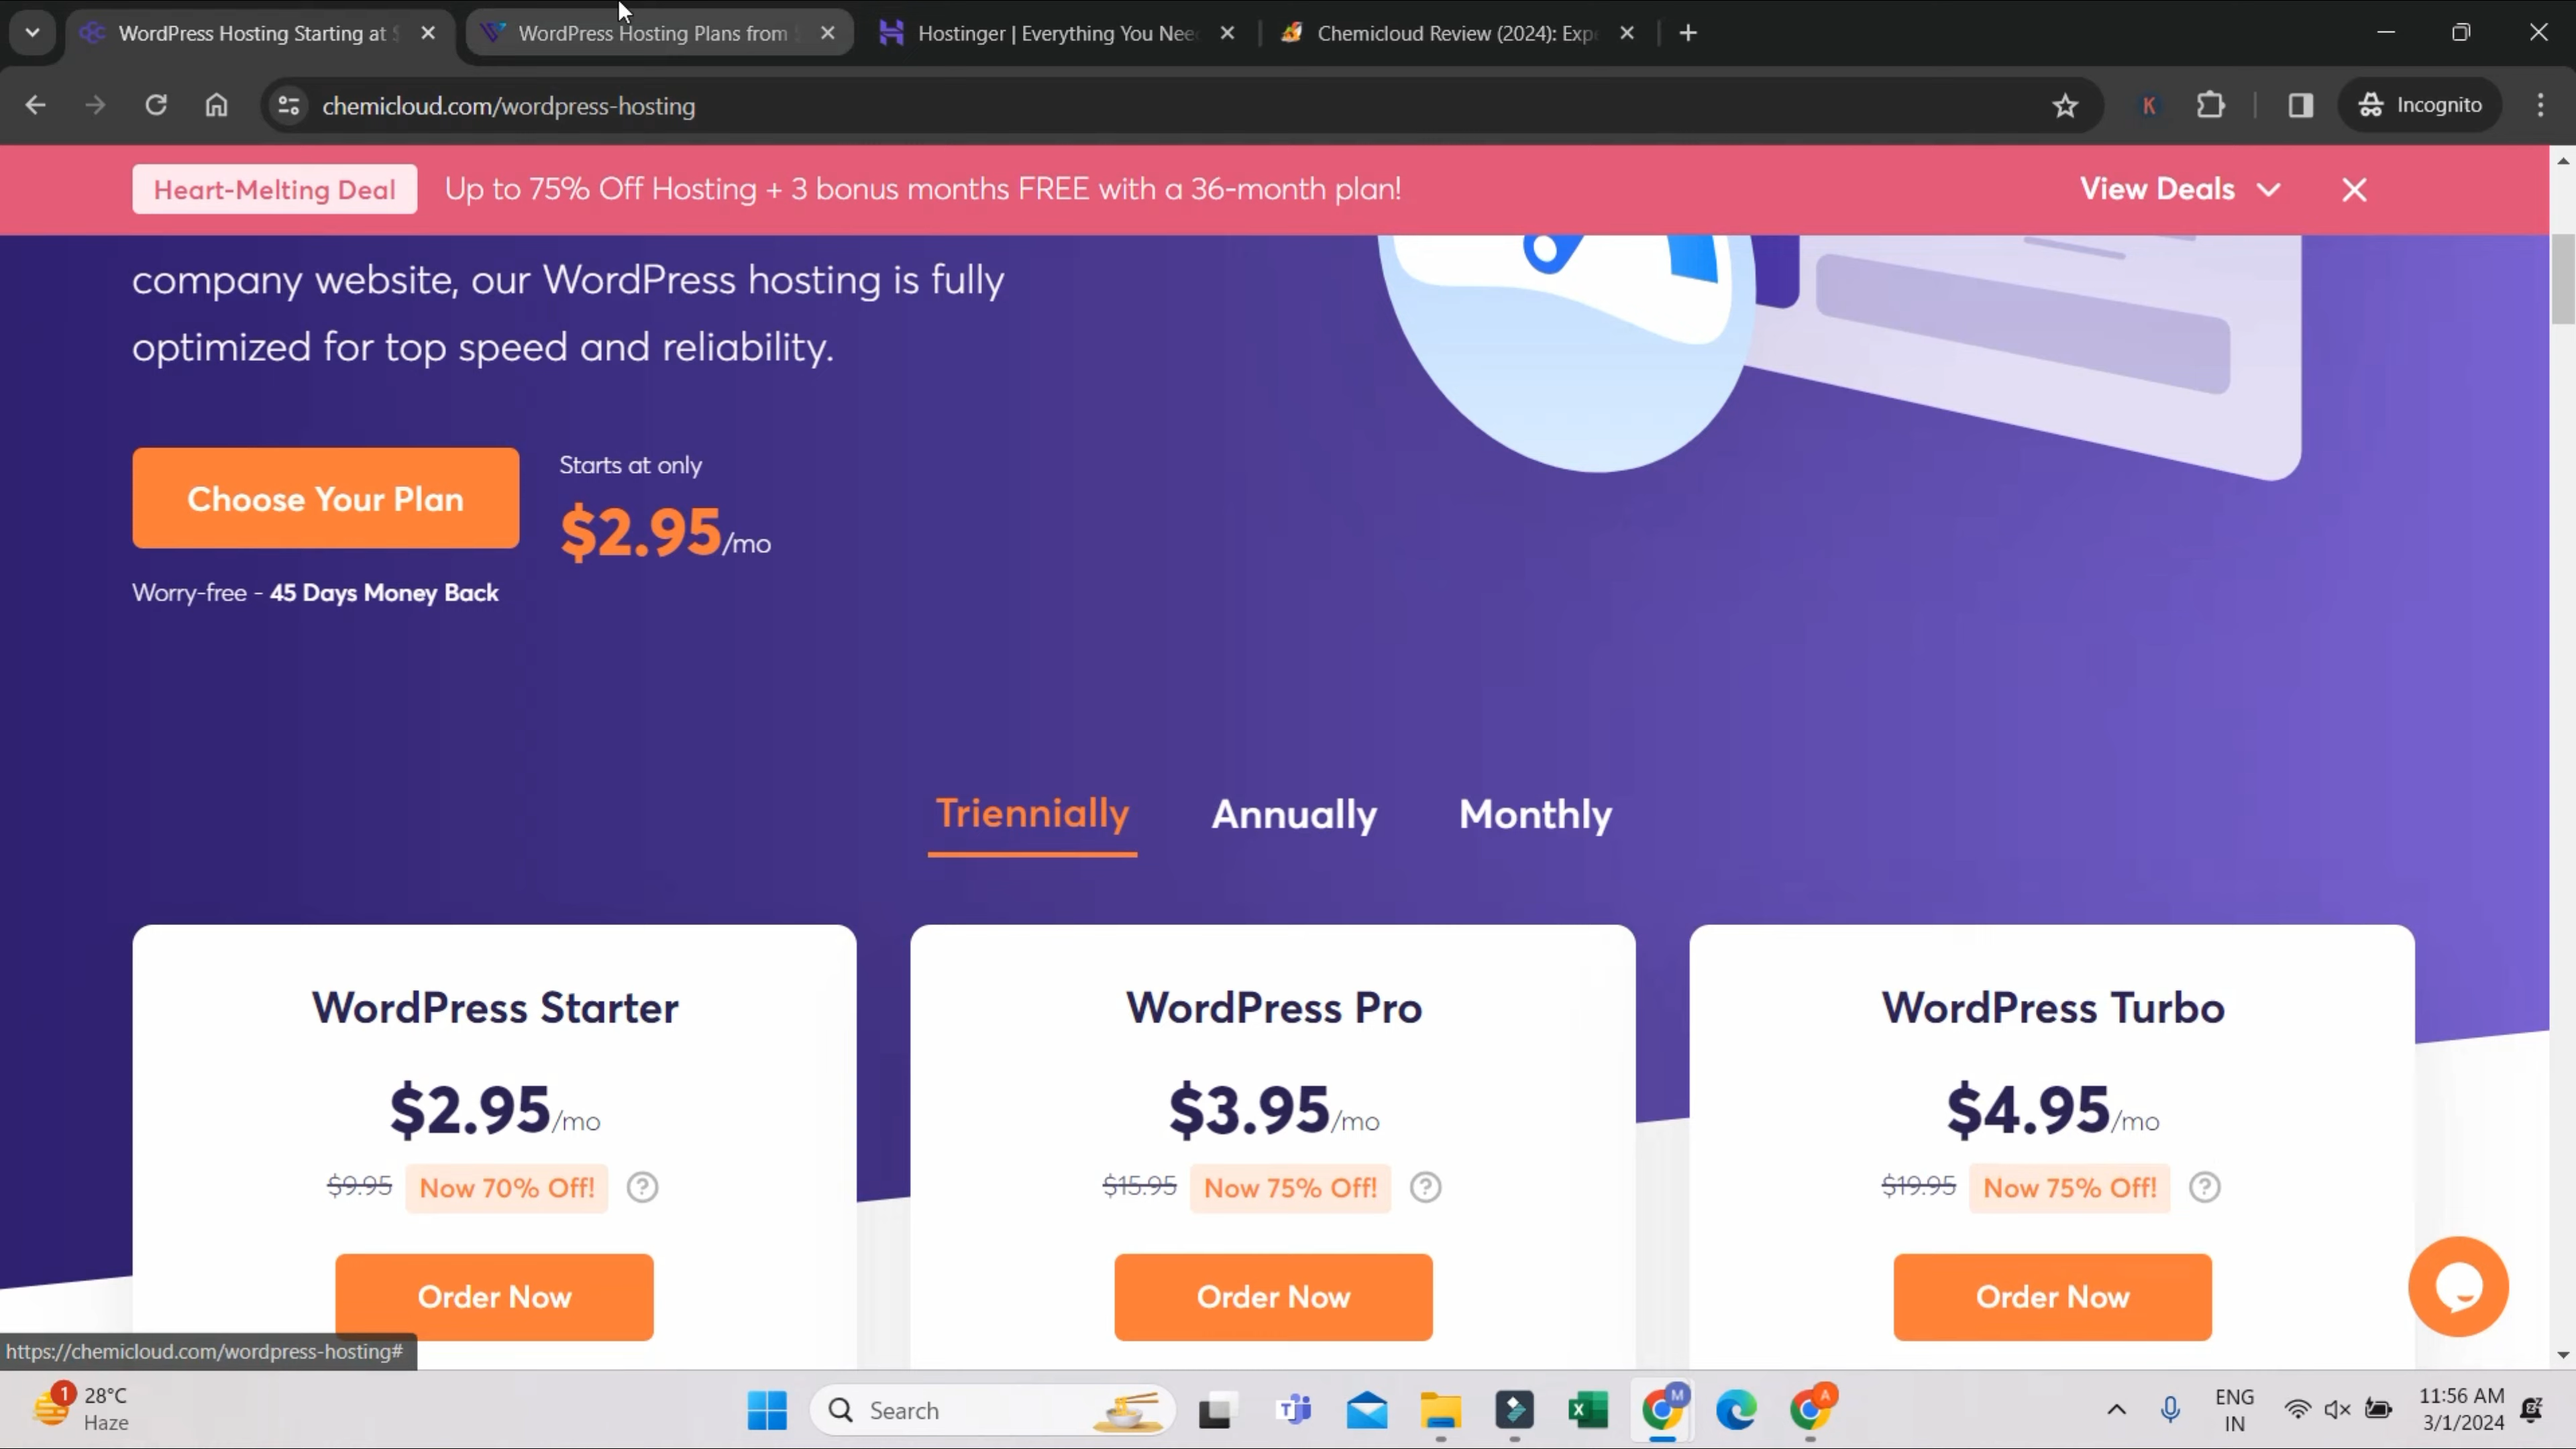 WordPress Hosting Starting at $
WordPress Hosting Plans from
Hostinger | Everything You Nee
Chemicloud Review (2024): Exp
chemicloud.com/wordpress-hosting
K
Incognito
Heart-Melting Deal
Up to 75% Off Hosting + 3 bonus months FREE with a 36-month plan!
View Deals
company website, our WordPress hosting is fully
optimized for top speed and reliability.
Choose Your Plan
Starts at only
$2.95/mo
Worry-free - 45 Days Money Back
Triennially
Annually
Monthly
WordPress Starter
$2.95/mo
$9.95 Now 70% Off! ?
Order Now
WordPress Pro
$3.95/mo
$15.95 Now 75% Off! ?
Order Now
WordPress Turbo
$4.95/mo
$19.95 Now 75% Off! ?
Order Now
https://chemicloud.com/wordpress-hosting#
1
28°C
Haze
Search
M
A
ENG
IN
11:56 AM
3/1/2024